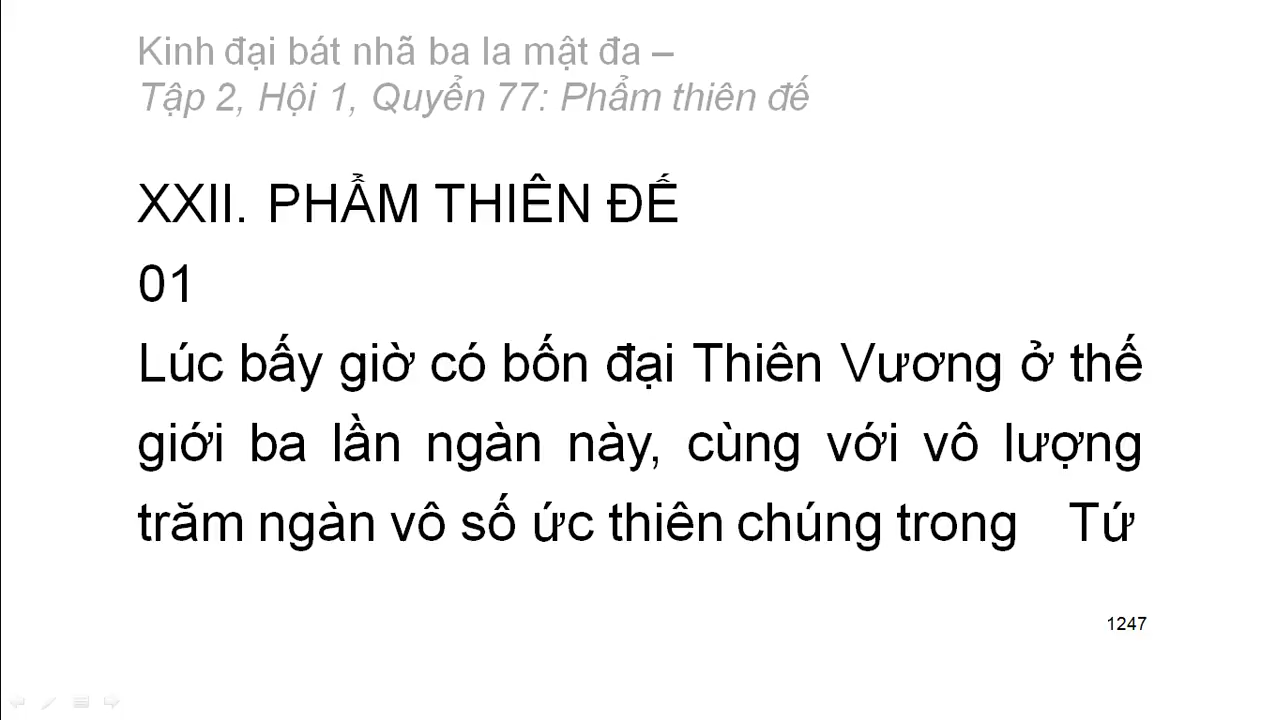 Kinh đại bát nhã ba la mật đa –
Tập 2, Hội 1, Quyển 77: Phẩm thiên đế
XXII. PHẨM THIÊN ĐẾ
01
Lúc bấy giờ có bốn đại Thiên Vương ở thế
giới ba lần ngàn này, cùng với vô lượng
trăm ngàn vô số ức thiên chúng trong Tứ
1247